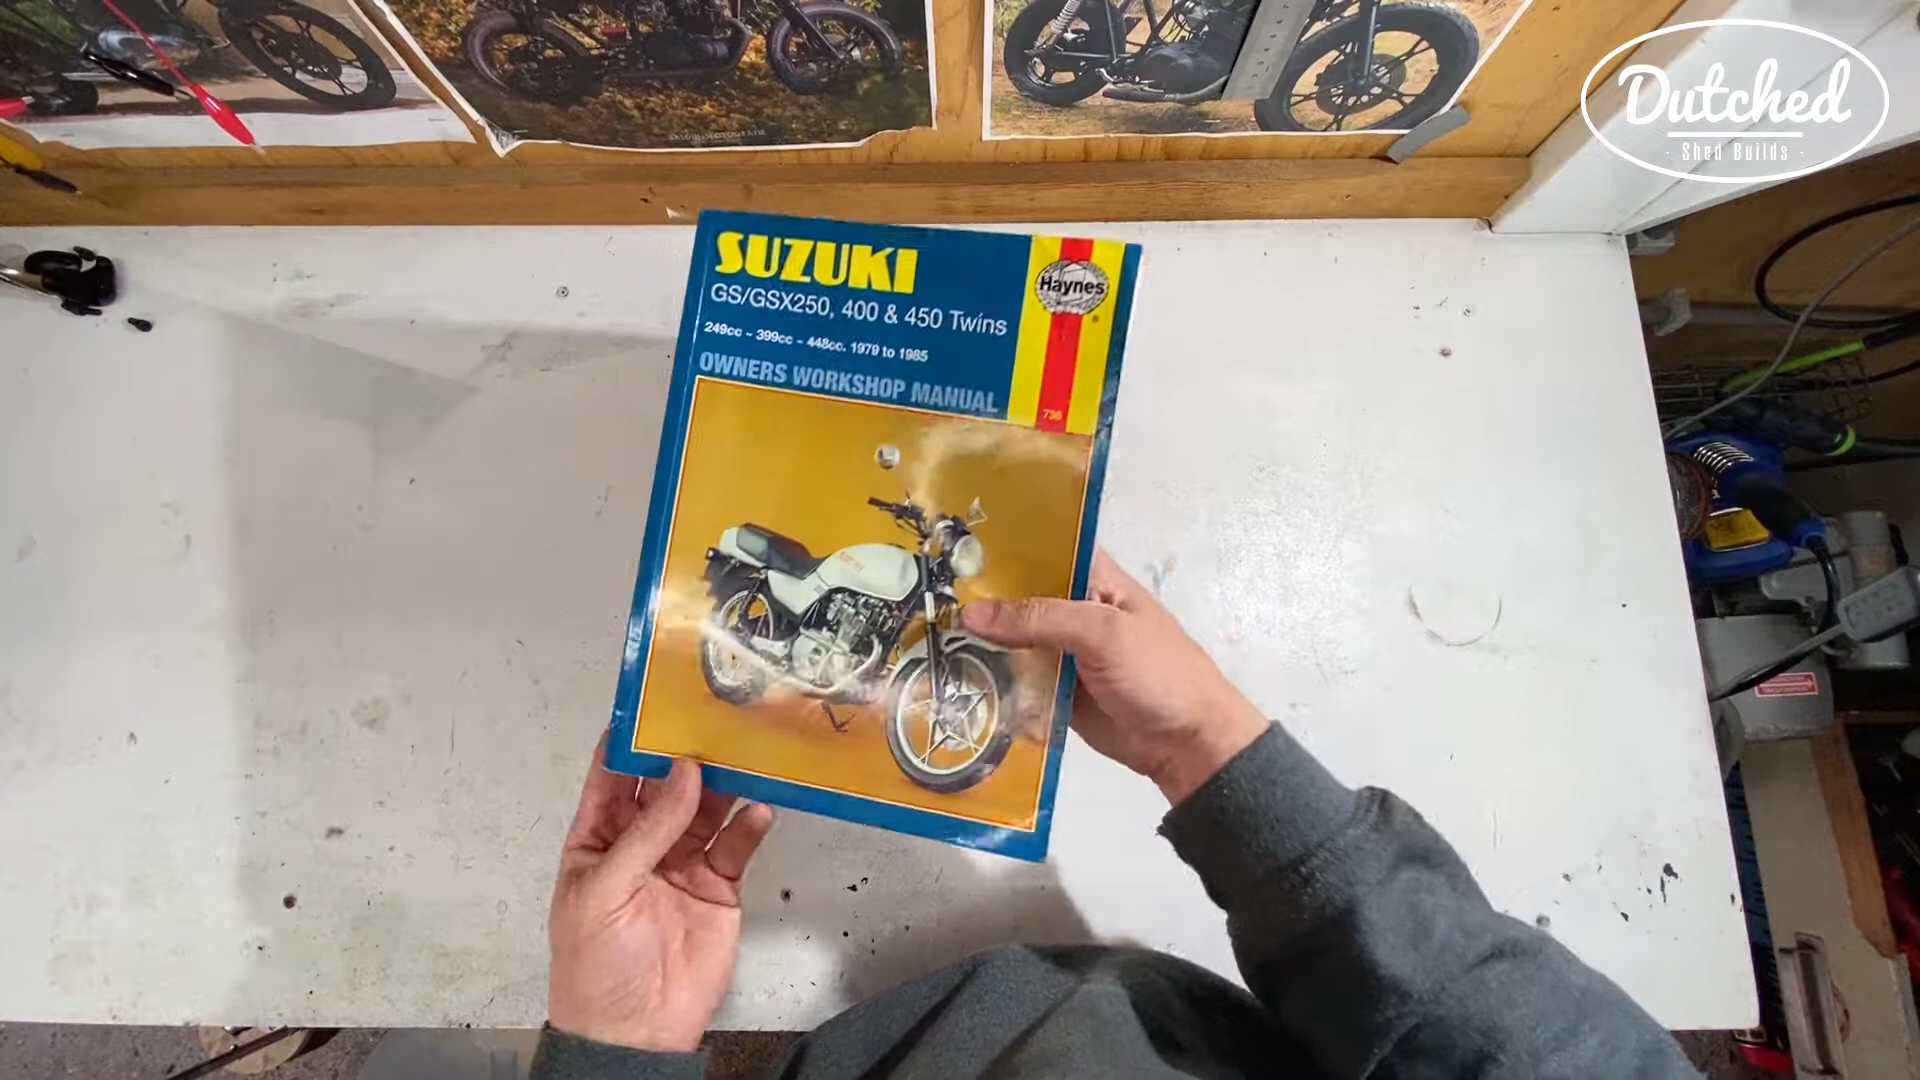 Dutched
- Shed Builds -
SUZUKI
GS/GSX250, 400 & 450 Twins
249cc - 399cc - 448cc. 1979 to 1985
OWNERS WORKSHOP MANUAL
Haynes
®
736